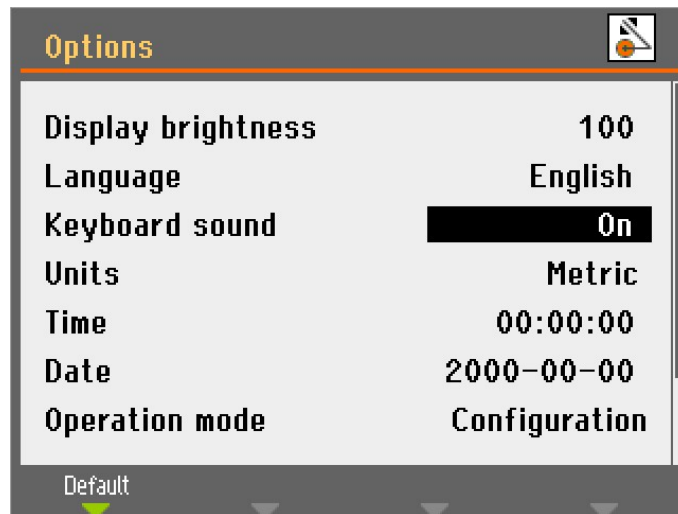 Options
Display brightness 100
Language English
Keyboard sound On
Units Metric
Time 00:00:00
Date 2000-00-00
Operation mode Configuration
Default